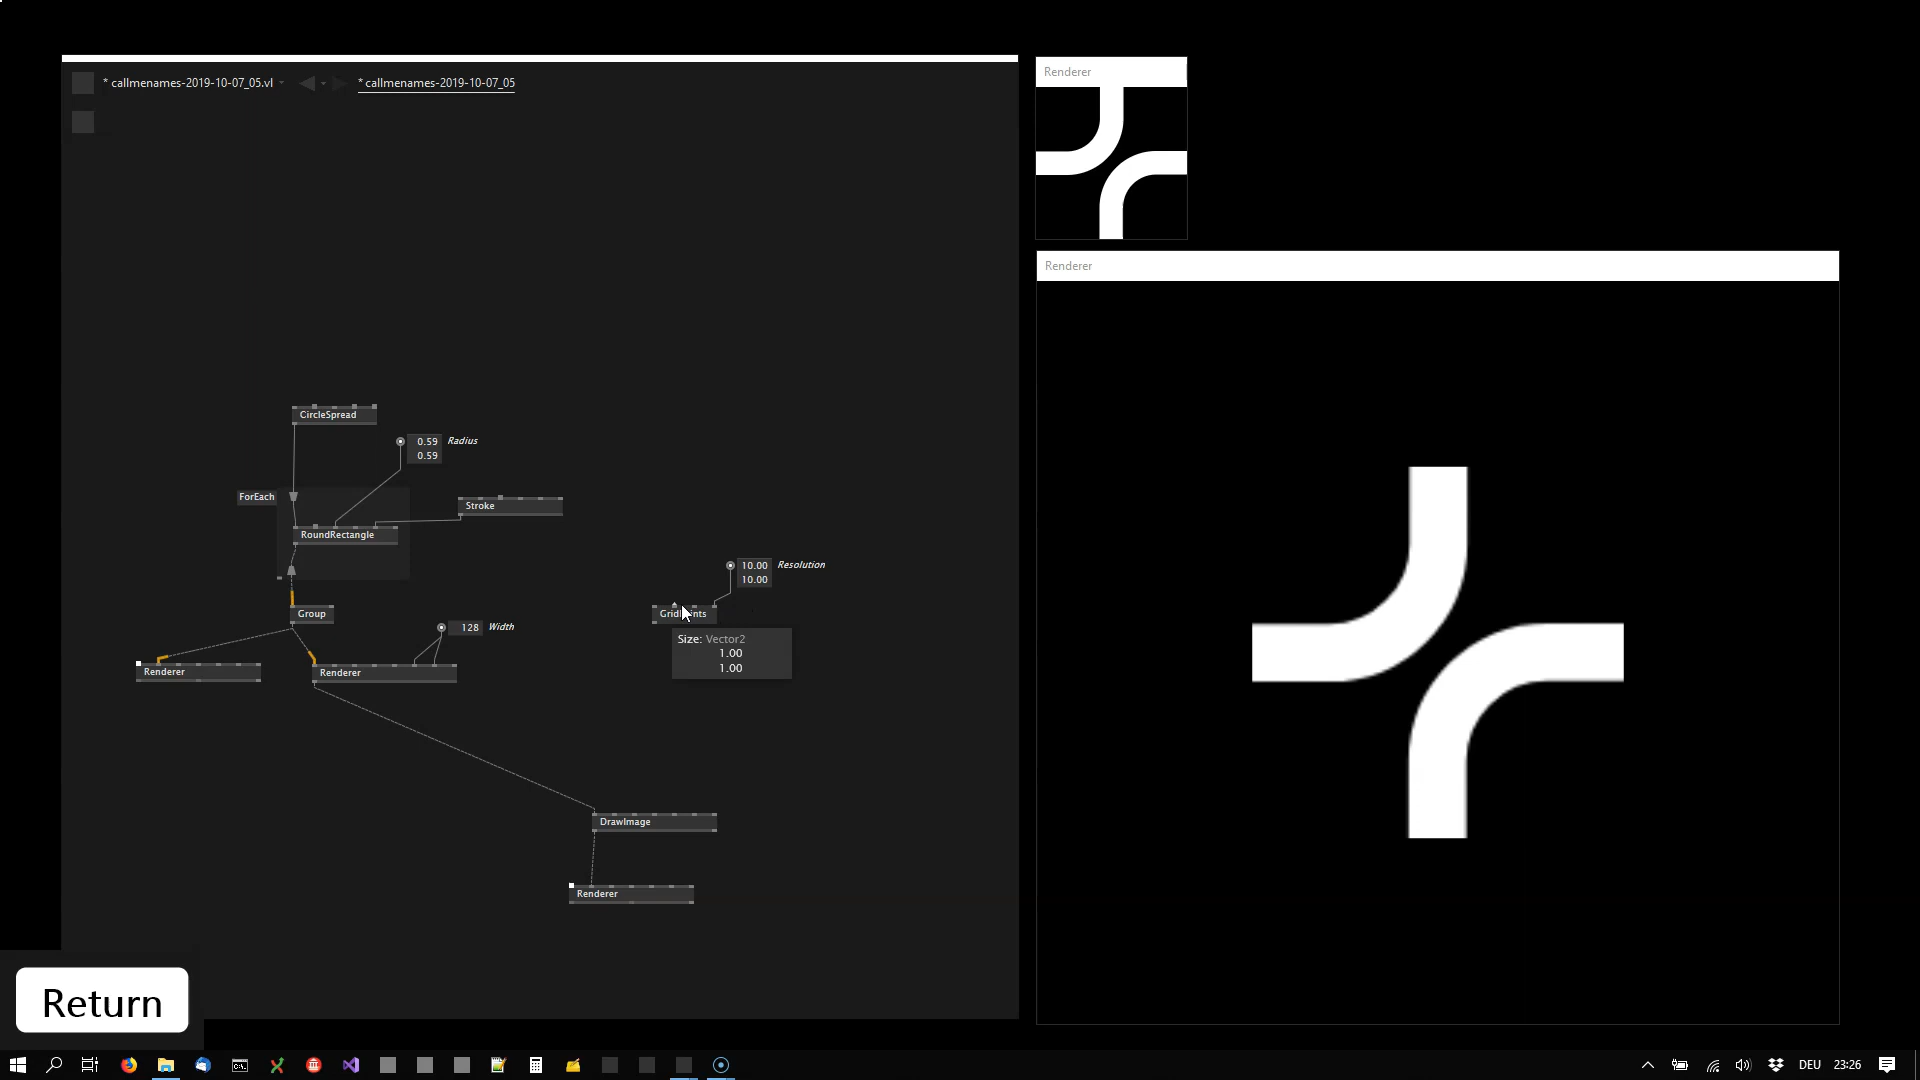 Renderer
* callmenames-2019-10-07_05.vl
* callmenames-2019-10-07_05
Renderer
CircleSpread
0.59
Radius
0.59
ForEach
Stroke
RoundRectangle
10.00
Resolution
10.00
Group
128
Width
Size: Vector2
1.00
1.00
Renderer
Renderer
DrawImage
Renderer
Return
DEU
23:26